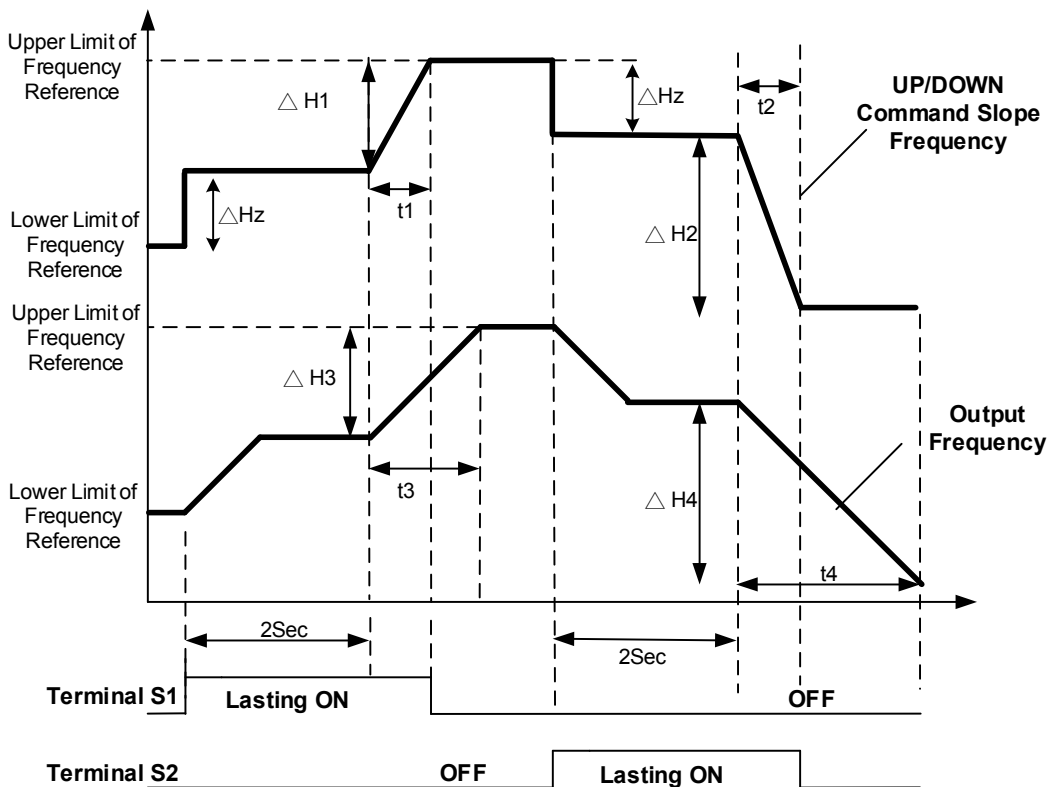 Upper Limit of
Frequency
Reference
△ H1
△Hz
t2
UP/DOWN
Command Slope
Frequency
t1
△Hz
Lower Limit of
Frequency
Reference
△ H2
Upper Limit of
Frequency
Reference
△ H3
Output
Frequency
t3
Lower Limit of
Frequency
Reference
△ H4
t4
2Sec
2Sec
Terminal S1
Lasting ON
OFF
Terminal S2
OFF
Lasting ON